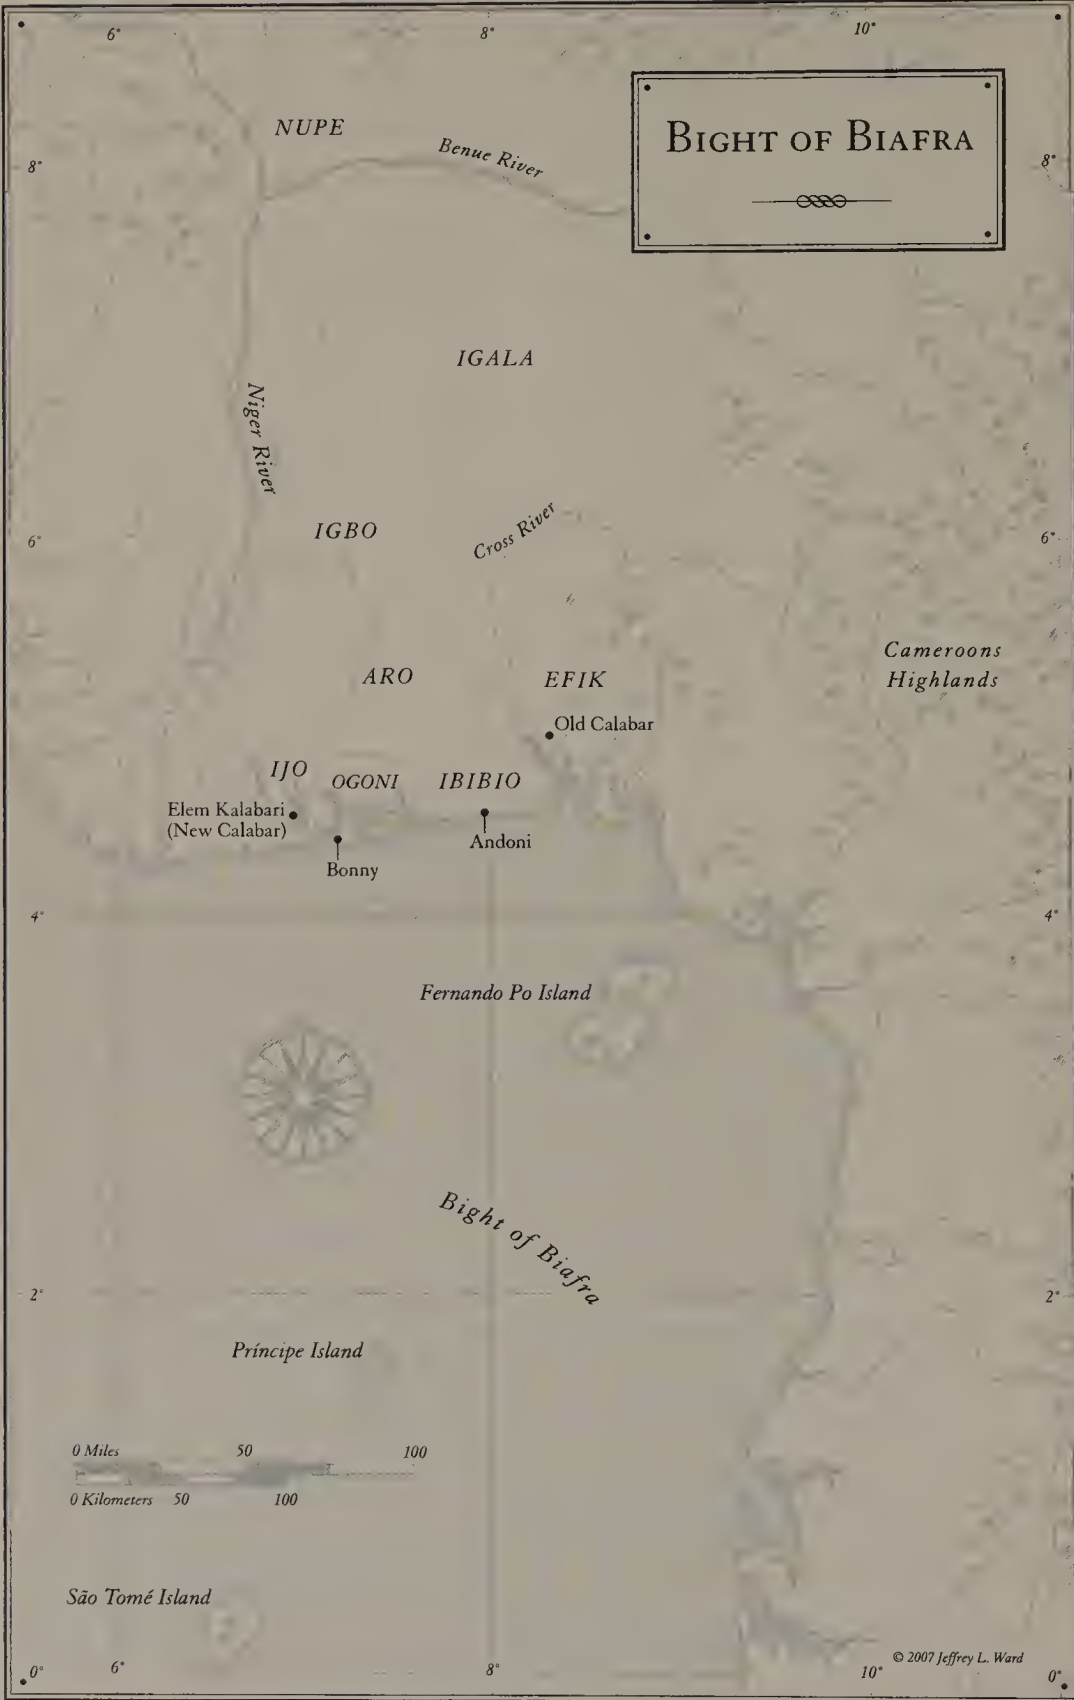 6°
8°
10°
BIGHT OF BIAFRA
NUPE
Benue River
8°
8°
IGALA
Niger River
IGBO
Cross River
6°
6°
Cameroons
Highlands
ARO
EFIK
Old Calabar
IJO
OGONI
IBIBIO
Elem Kalabari
(New Calabar)
Andoni
Bonny
4°
4°
Fernando Po Island
Bight of Biafra
2°
2°
Príncipe Island
0 Miles 50 100
0 Kilometers 50 100
São Tomé Island
© 2007 Jeffrey L. Ward
0°
6°
8°
10°
0°